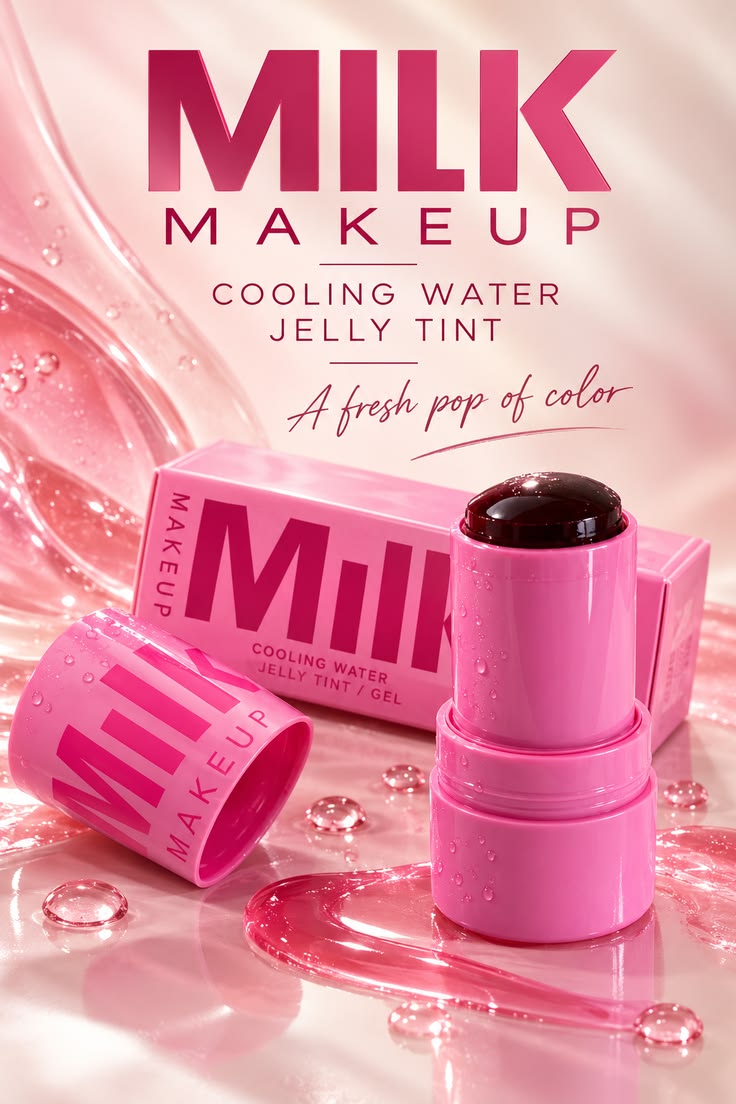 MILK
MAKEUP
COOLING WATER
JELLY TINT
A fresh pop of color
MAKEUP
Milk
COOLING WATER
JELLY TINT / GEL
Milk
MAKEUP